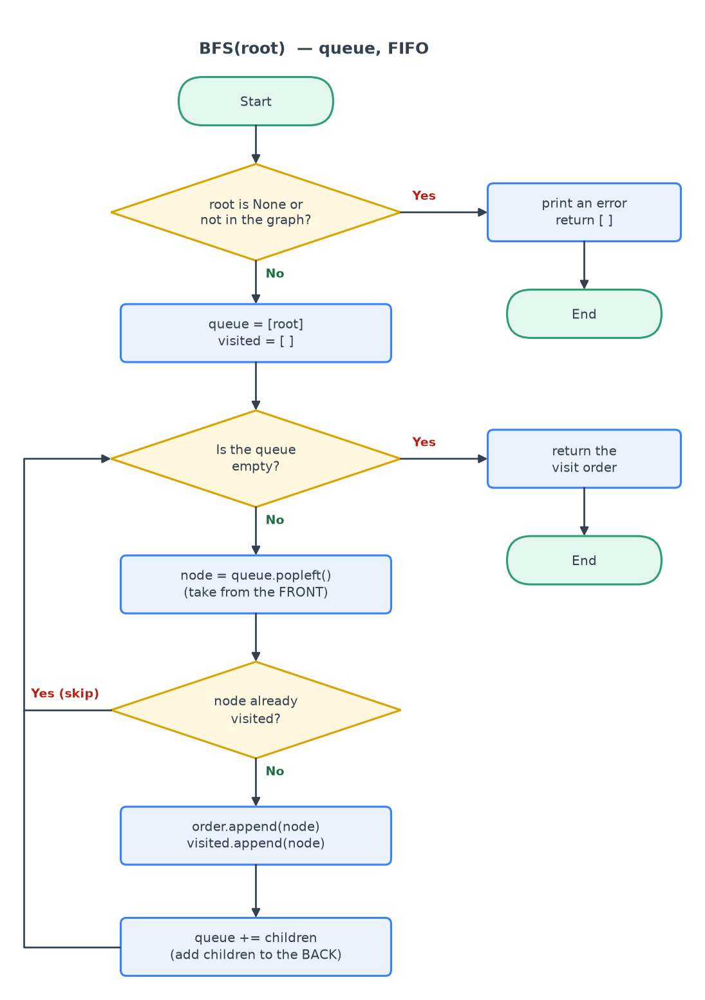 BFS(root) — queue, FIFO
Start
root is None or
not in the graph?
Yes
print an error
return [ ]
End
No
queue = [root]
visited = [ ]
Is the queue
empty?
Yes
return the
visit order
End
No
node = queue.popleft()
(take from the FRONT)
Yes (skip)
node already
visited?
No
order.append(node)
visited.append(node)
queue += children
(add children to the BACK)